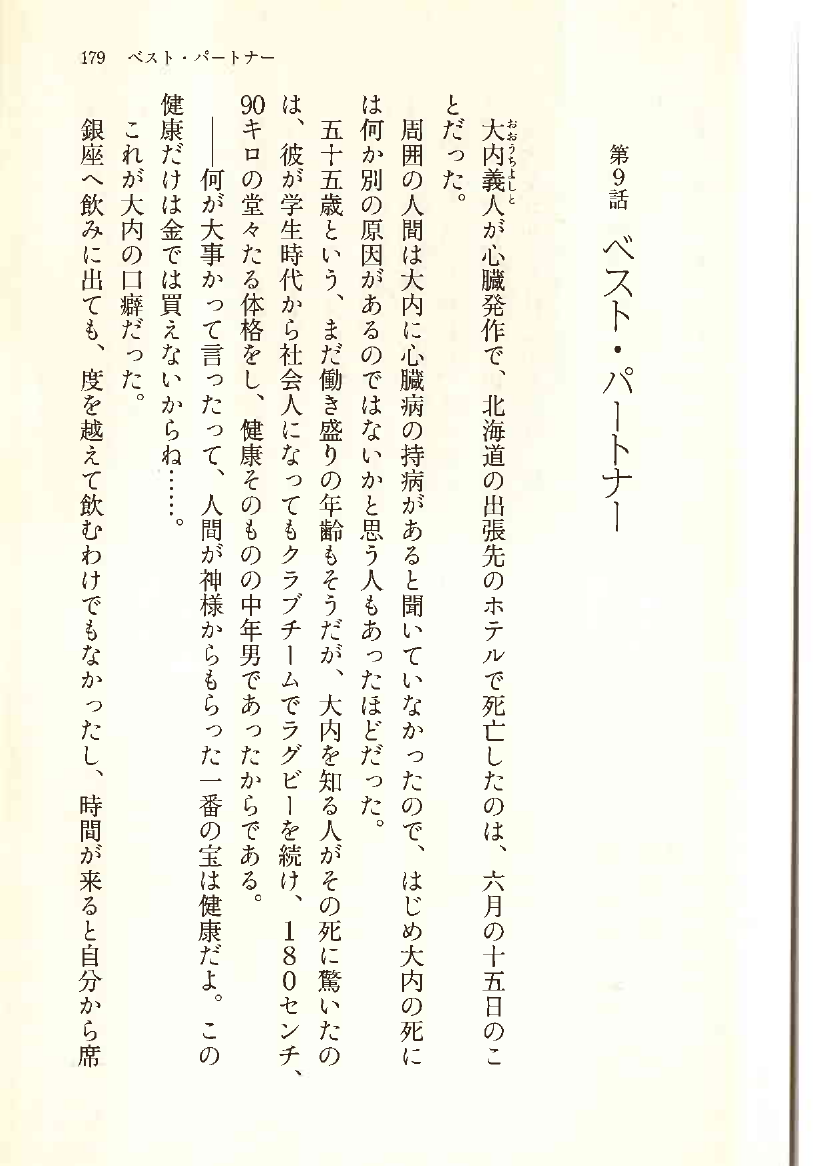 179 ベスト・パートナー
第9話 ベスト・パートナー
大内義人が心臓発作で、北海道の出張先のホテルで死亡したのは、六月の十五日のこ
おおうちよしと
とだった。
周囲の人間は大内に心臓病の持病があると聞いていなかったので、はじめ大内の死に
は何か別の原因があるのではないかと思う人もあったほどだった。
五十五歳という、まだ働き盛りの年齢もそうだが、大内を知る人がその死に驚いたの
は、彼が学生時代から社会人になってもクラブチームでラグビーを続け、180センチ、
90キロの堂々たる体格をし、健康そのものの中年男であったからである。
――何が大事かって言ったって、人間が神様からもらった一番の宝は健康だよ。この
健康だけは金では買えないからね……。
これが大内の口癖だった。
銀座へ飲みに出ても、度を越えて飲むわけでもなかったし、時間が来ると自分から席